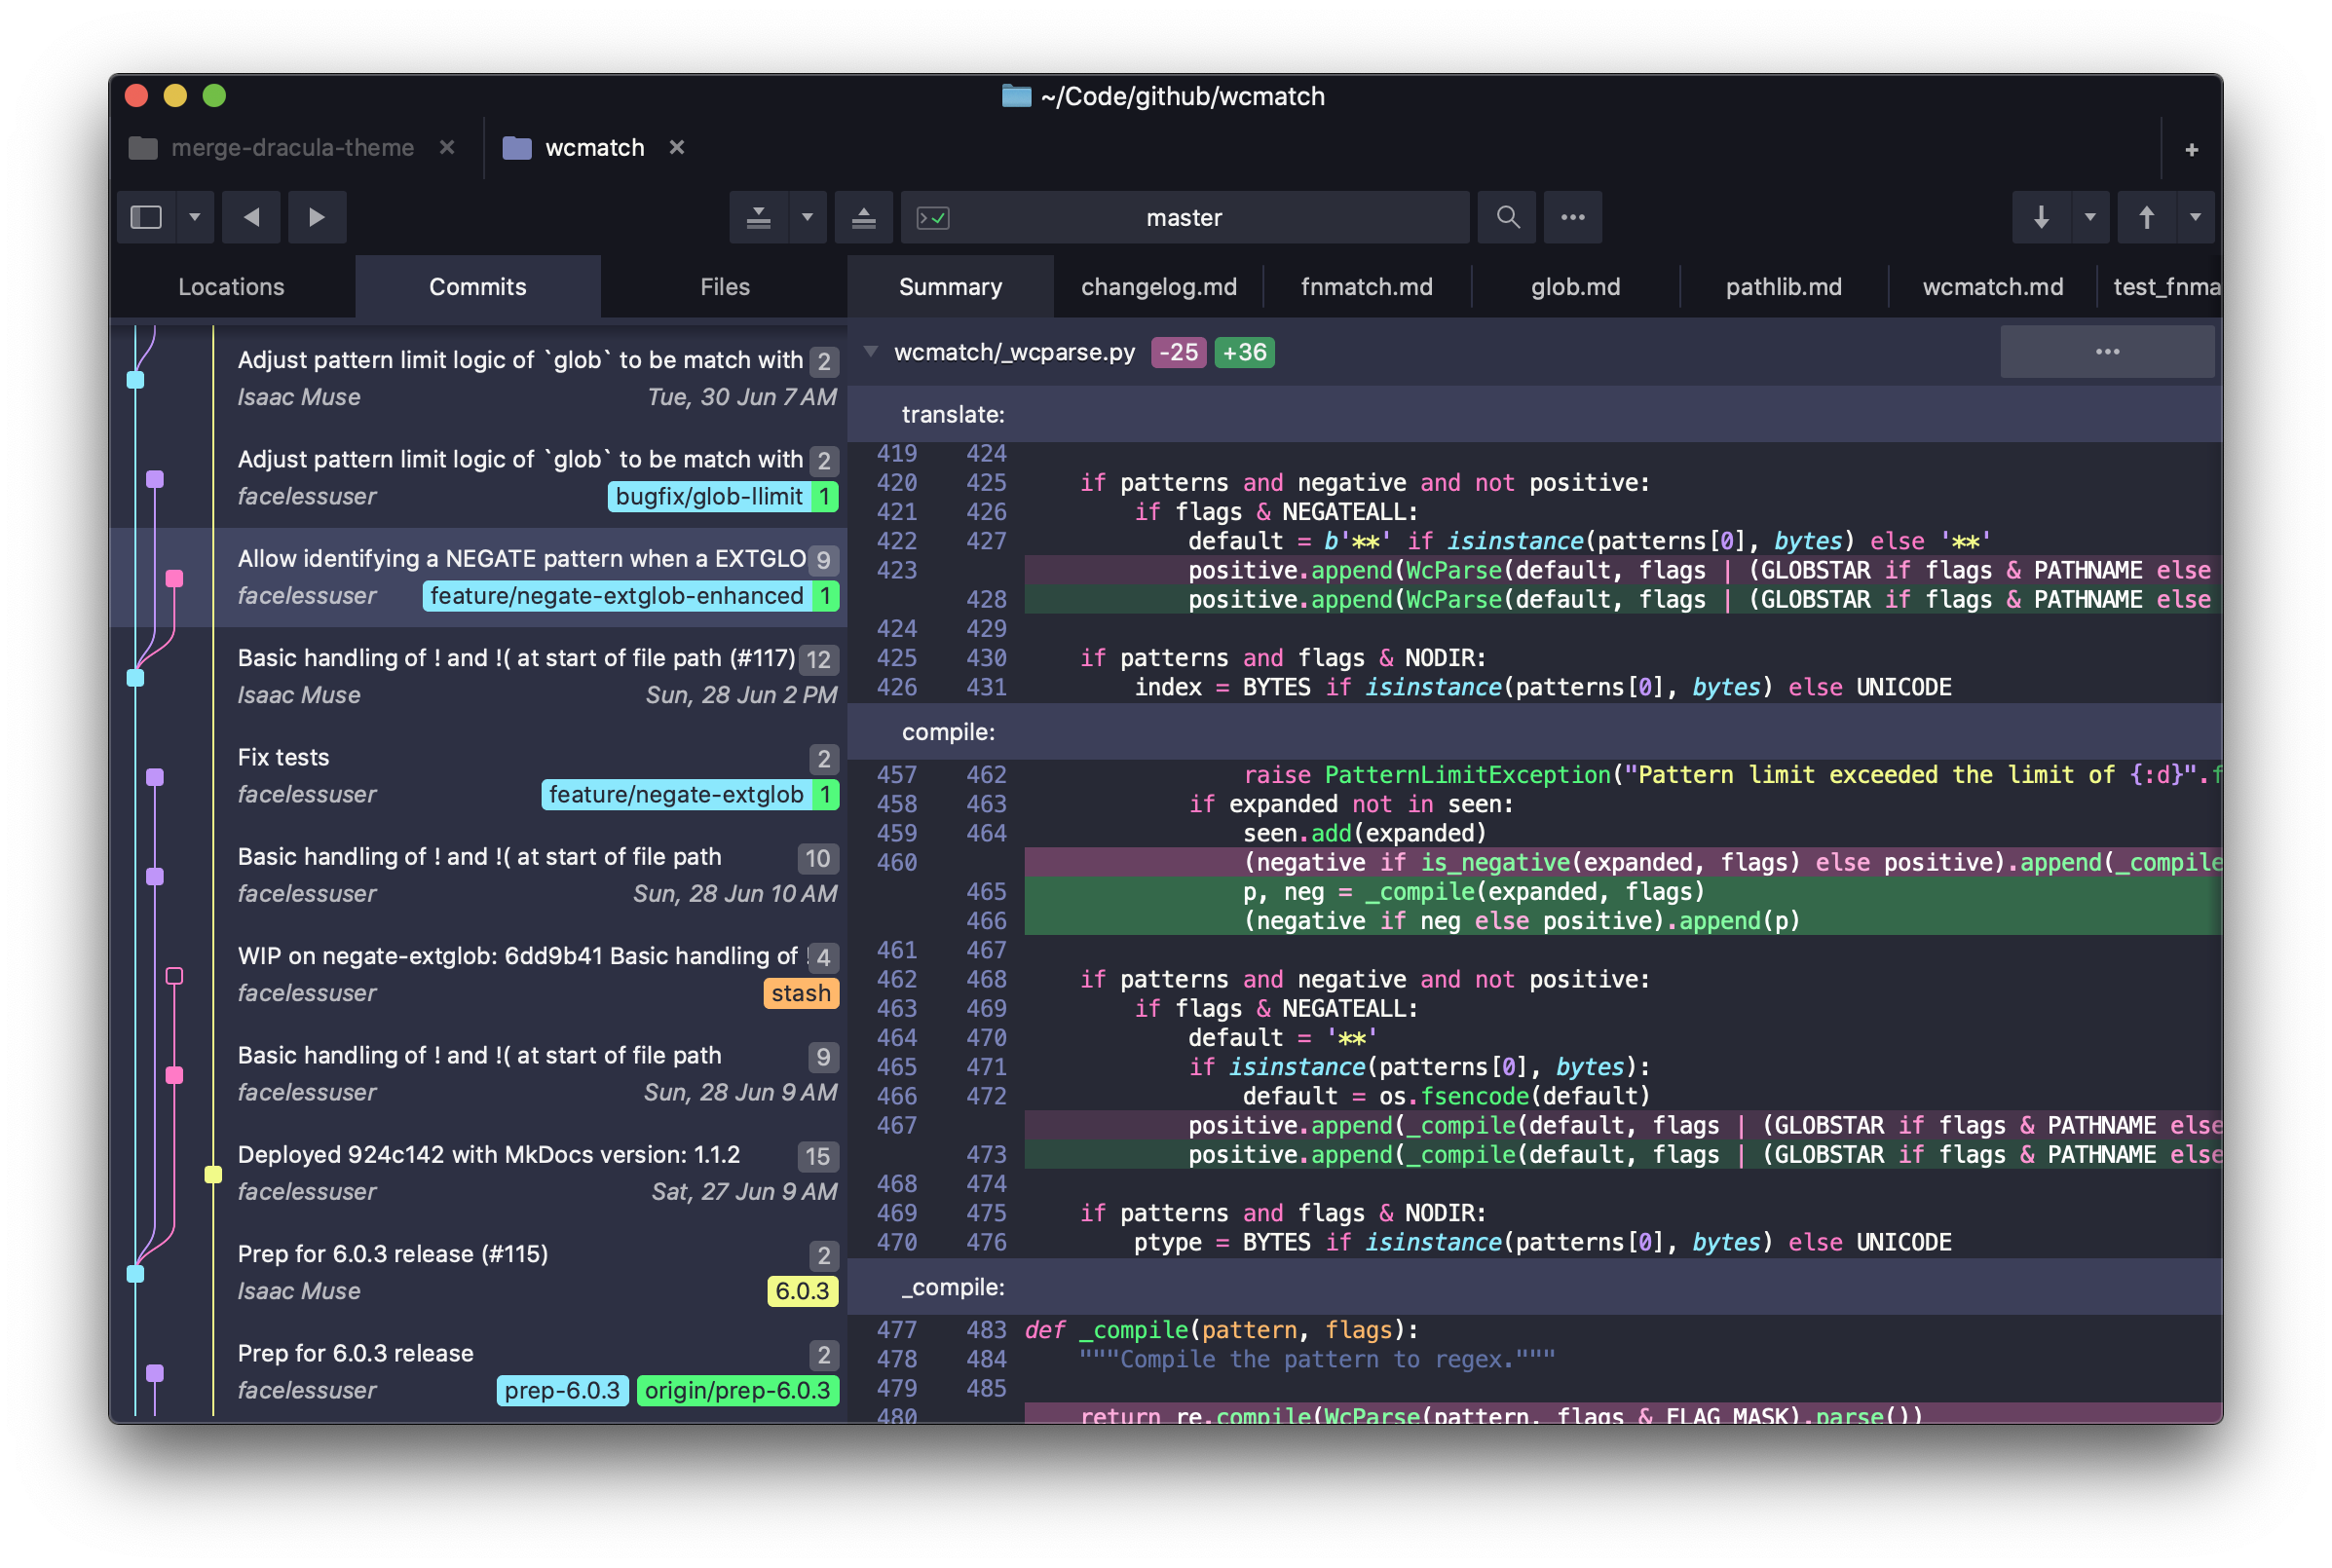 ~/Code/github/wcmatch
merge-dracula-theme ×
wcmatch ×
+
master
Locations
Commits
Files
Adjust pattern limit logic of `glob` to be match with 2
Isaac Muse Tue, 30 Jun 7 AM
Adjust pattern limit logic of `glob` to be match with 2
facelessuser bugfix/glob-llimit 1
Allow identifying a NEGATE pattern when a EXTGLO 9
facelessuser feature/negate-extglob-enhanced 1
Basic handling of ! and !( at start of file path (#117) 12
Isaac Muse Sun, 28 Jun 2 PM
Fix tests 2
facelessuser feature/negate-extglob 1
Basic handling of ! and !( at start of file path 10
facelessuser Sun, 28 Jun 10 AM
WIP on negate-extglob: 6dd9b41 Basic handling of ! 4
facelessuser stash
Basic handling of ! and !( at start of file path 9
facelessuser Sun, 28 Jun 9 AM
Deployed 924c142 with MkDocs version: 1.1.2 15
facelessuser Sat, 27 Jun 9 AM
Prep for 6.0.3 release (#115) 2
Isaac Muse 6.0.3
Prep for 6.0.3 release 2
facelessuser prep-6.0.3 origin/prep-6.0.3
Summary changelog.md fnmatch.md glob.md pathlib.md wcmatch.md test_fnma
wcmatch/_wcparse.py -25 +36 ...
translate:
419 424
420 425 if patterns and negative and not positive:
421 426 if flags & NEGATEALL:
422 427 default = b'**' if isinstance(patterns[0], bytes) else '**'
423 positive.append(WcParse(default, flags | (GLOBSTAR if flags & PATHNAME else
428 positive.append(WcParse(default, flags | (GLOBSTAR if flags & PATHNAME else
424 429
425 430 if patterns and flags & NODIR:
426 431 index = BYTES if isinstance(patterns[0], bytes) else UNICODE
compile:
457 462 raise PatternLimitException("Pattern limit exceeded the limit of {:d}".f
458 463 if expanded not in seen:
459 464 seen.add(expanded)
460 (negative if is_negative(expanded, flags) else positive).append(_compile
465 p, neg = _compile(expanded, flags)
466 (negative if neg else positive).append(p)
461 467
462 468 if patterns and negative and not positive:
463 469 if flags & NEGATEALL:
464 470 default = '**'
465 471 if isinstance(patterns[0], bytes):
466 472 default = os.fsencode(default)
467 positive.append(_compile(default, flags | (GLOBSTAR if flags & PATHNAME else
473 positive.append(_compile(default, flags | (GLOBSTAR if flags & PATHNAME else
468 474
469 475 if patterns and flags & NODIR:
470 476 ptype = BYTES if isinstance(patterns[0], bytes) else UNICODE
_compile:
477 483 def _compile(pattern, flags):
478 484 """Compile the pattern to regex."""
479 485
480 return re.compile(WcParse(pattern, flags & FLAG_MASK).parse())